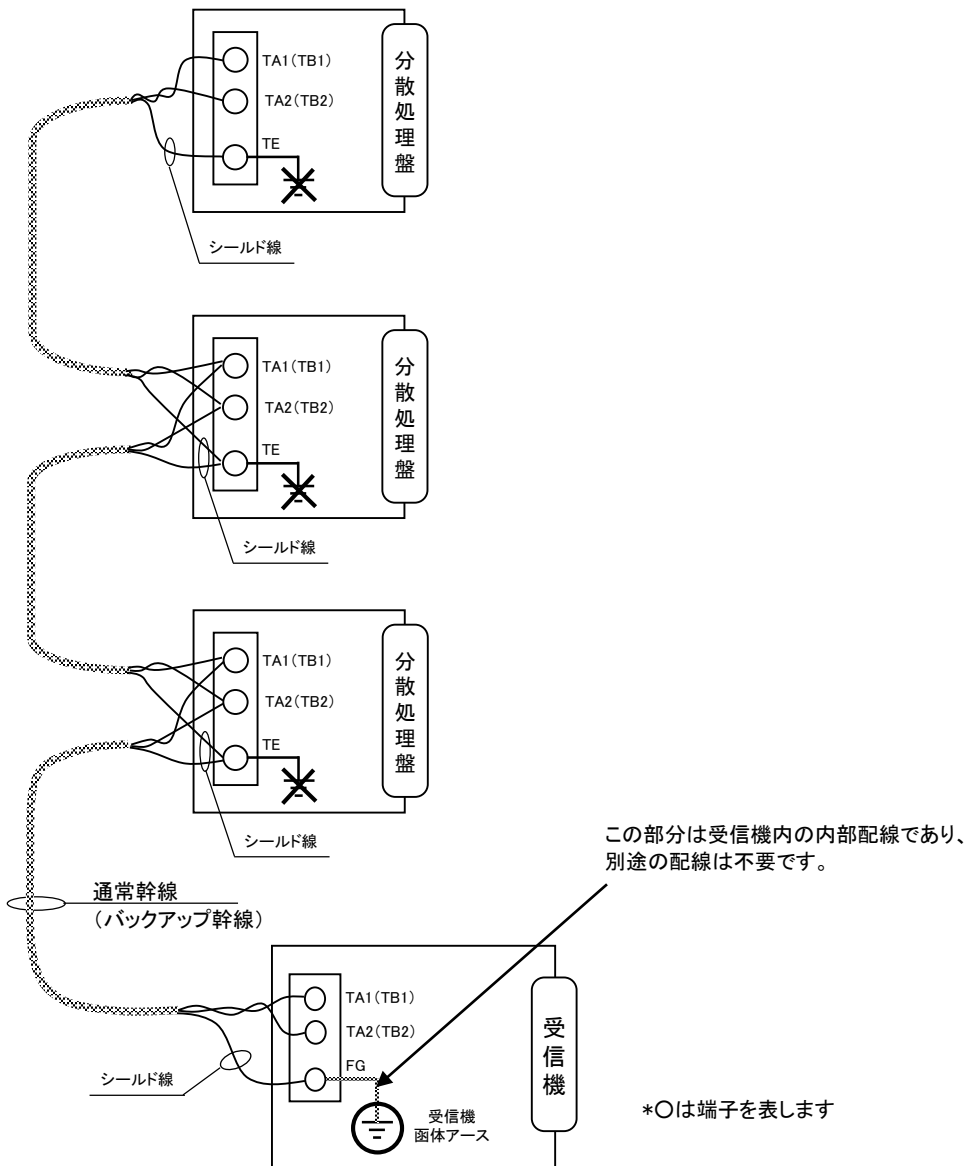 TA1(TB1)
TA2(TB2)
TE
分散処理盤
シールド線
TA1(TB1)
TA2(TB2)
TE
分散処理盤
シールド線
TA1(TB1)
TA2(TB2)
TE
分散処理盤
シールド線
この部分は受信機内の内部配線であり、
別途の配線は不要です。
通常幹線
(バックアップ幹線)
TA1(TB1)
TA2(TB2)
FG
受信機
シールド線
受信機
函体アース
*○は端子を表します